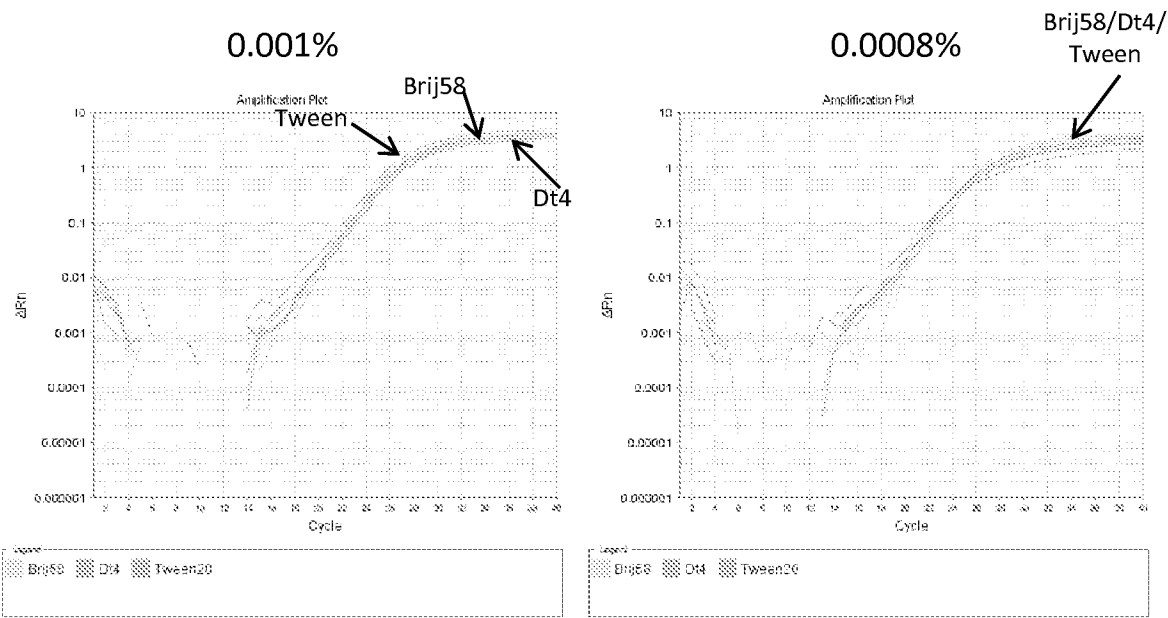 0.001%
Amplification Plot
Tween
Brij58
Dt4
10
1
0.1
0.01
0.001
0.0001
0.00001
0.000001
ΔRn
Cycle
Legend
Brij58 Dt4 Tween20
0.0008%
Brij58/Dt4/
Tween
Amplification Plot
10
1
0.1
0.01
0.001
0.0001
0.00001
0.000001
ΔRn
Cycle
Legend
Brij58 Dt4 Tween20